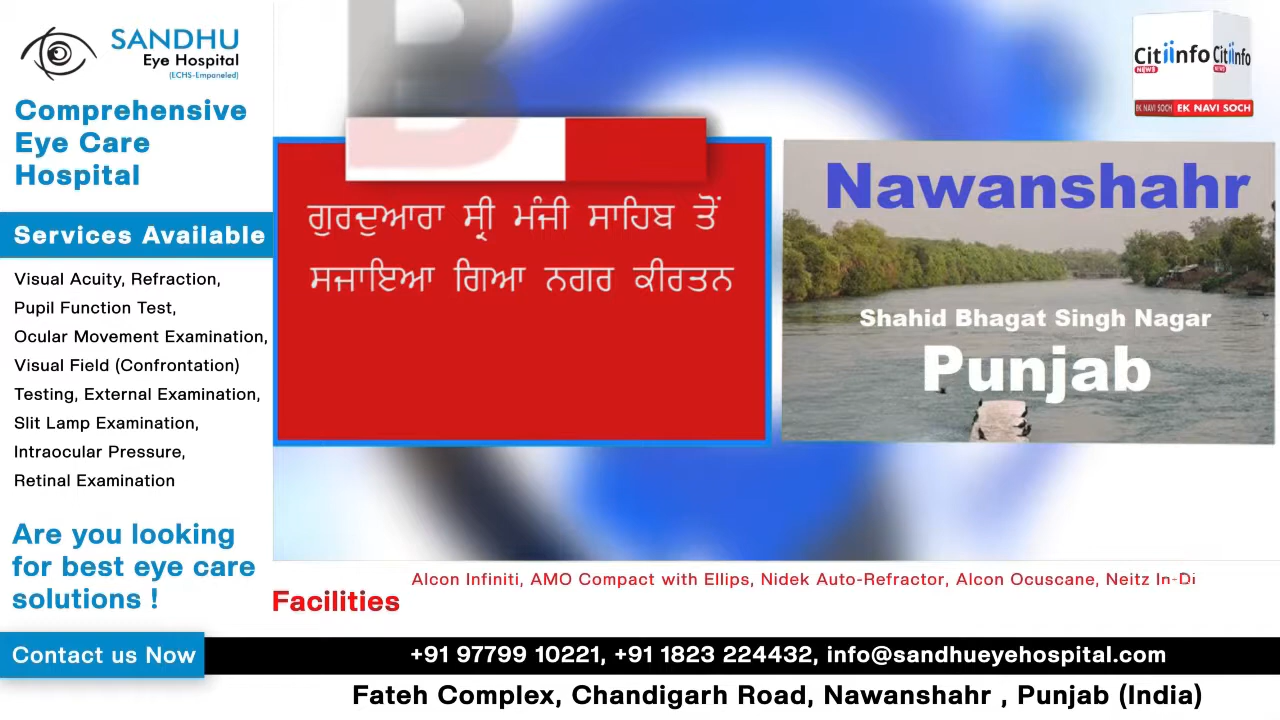 SANDHU
Eye Hospital
(ECHS-Empaneled)
Comprehensive
Eye Care
Hospital
Services Available
Visual Acuity, Refraction,
Pupil Function Test,
Ocular Movement Examination,
Visual Field (Confrontation)
Testing, External Examination,
Slit Lamp Examination,
Intraocular Pressure,
Retinal Examination
Are you looking
for best eye care
solutions !
Contact us Now
B
ਗੁਰਦੁਆਰਾ ਸ੍ਰੀ ਮੰਜੀ ਸਾਹਿਬ ਤੋਂ
ਸਜਾਇਆ ਗਿਆ ਨਗਰ ਕੀਰਤਨ
Citiinfo Citiinfo
NEWS NEWS
EK NAVI SOCH EK NAVI SOCH
Nawanshahr
Shahid Bhagat Singh Nagar
Punjab
Alcon Infiniti, AMO Compact with Ellips, Nidek Auto-Refractor, Alcon Ocuscane, Neitz In-Di
Facilities
+91 97799 10221, +91 1823 224432, info@sandhueyehospital.com
Fateh Complex, Chandigarh Road, Nawanshahr , Punjab (India)